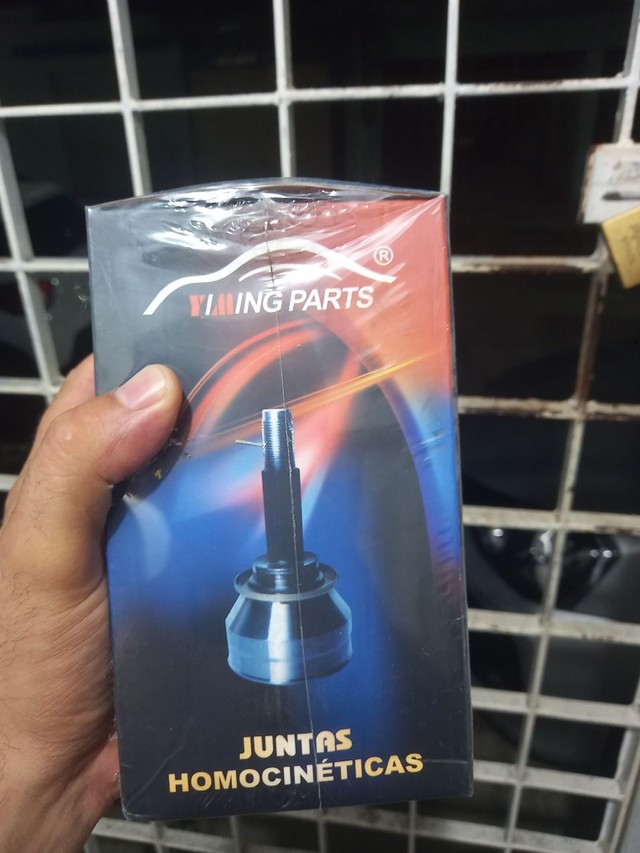 ®
YIMING PARTS
JUNTAS
HOMOCINÉTICAS